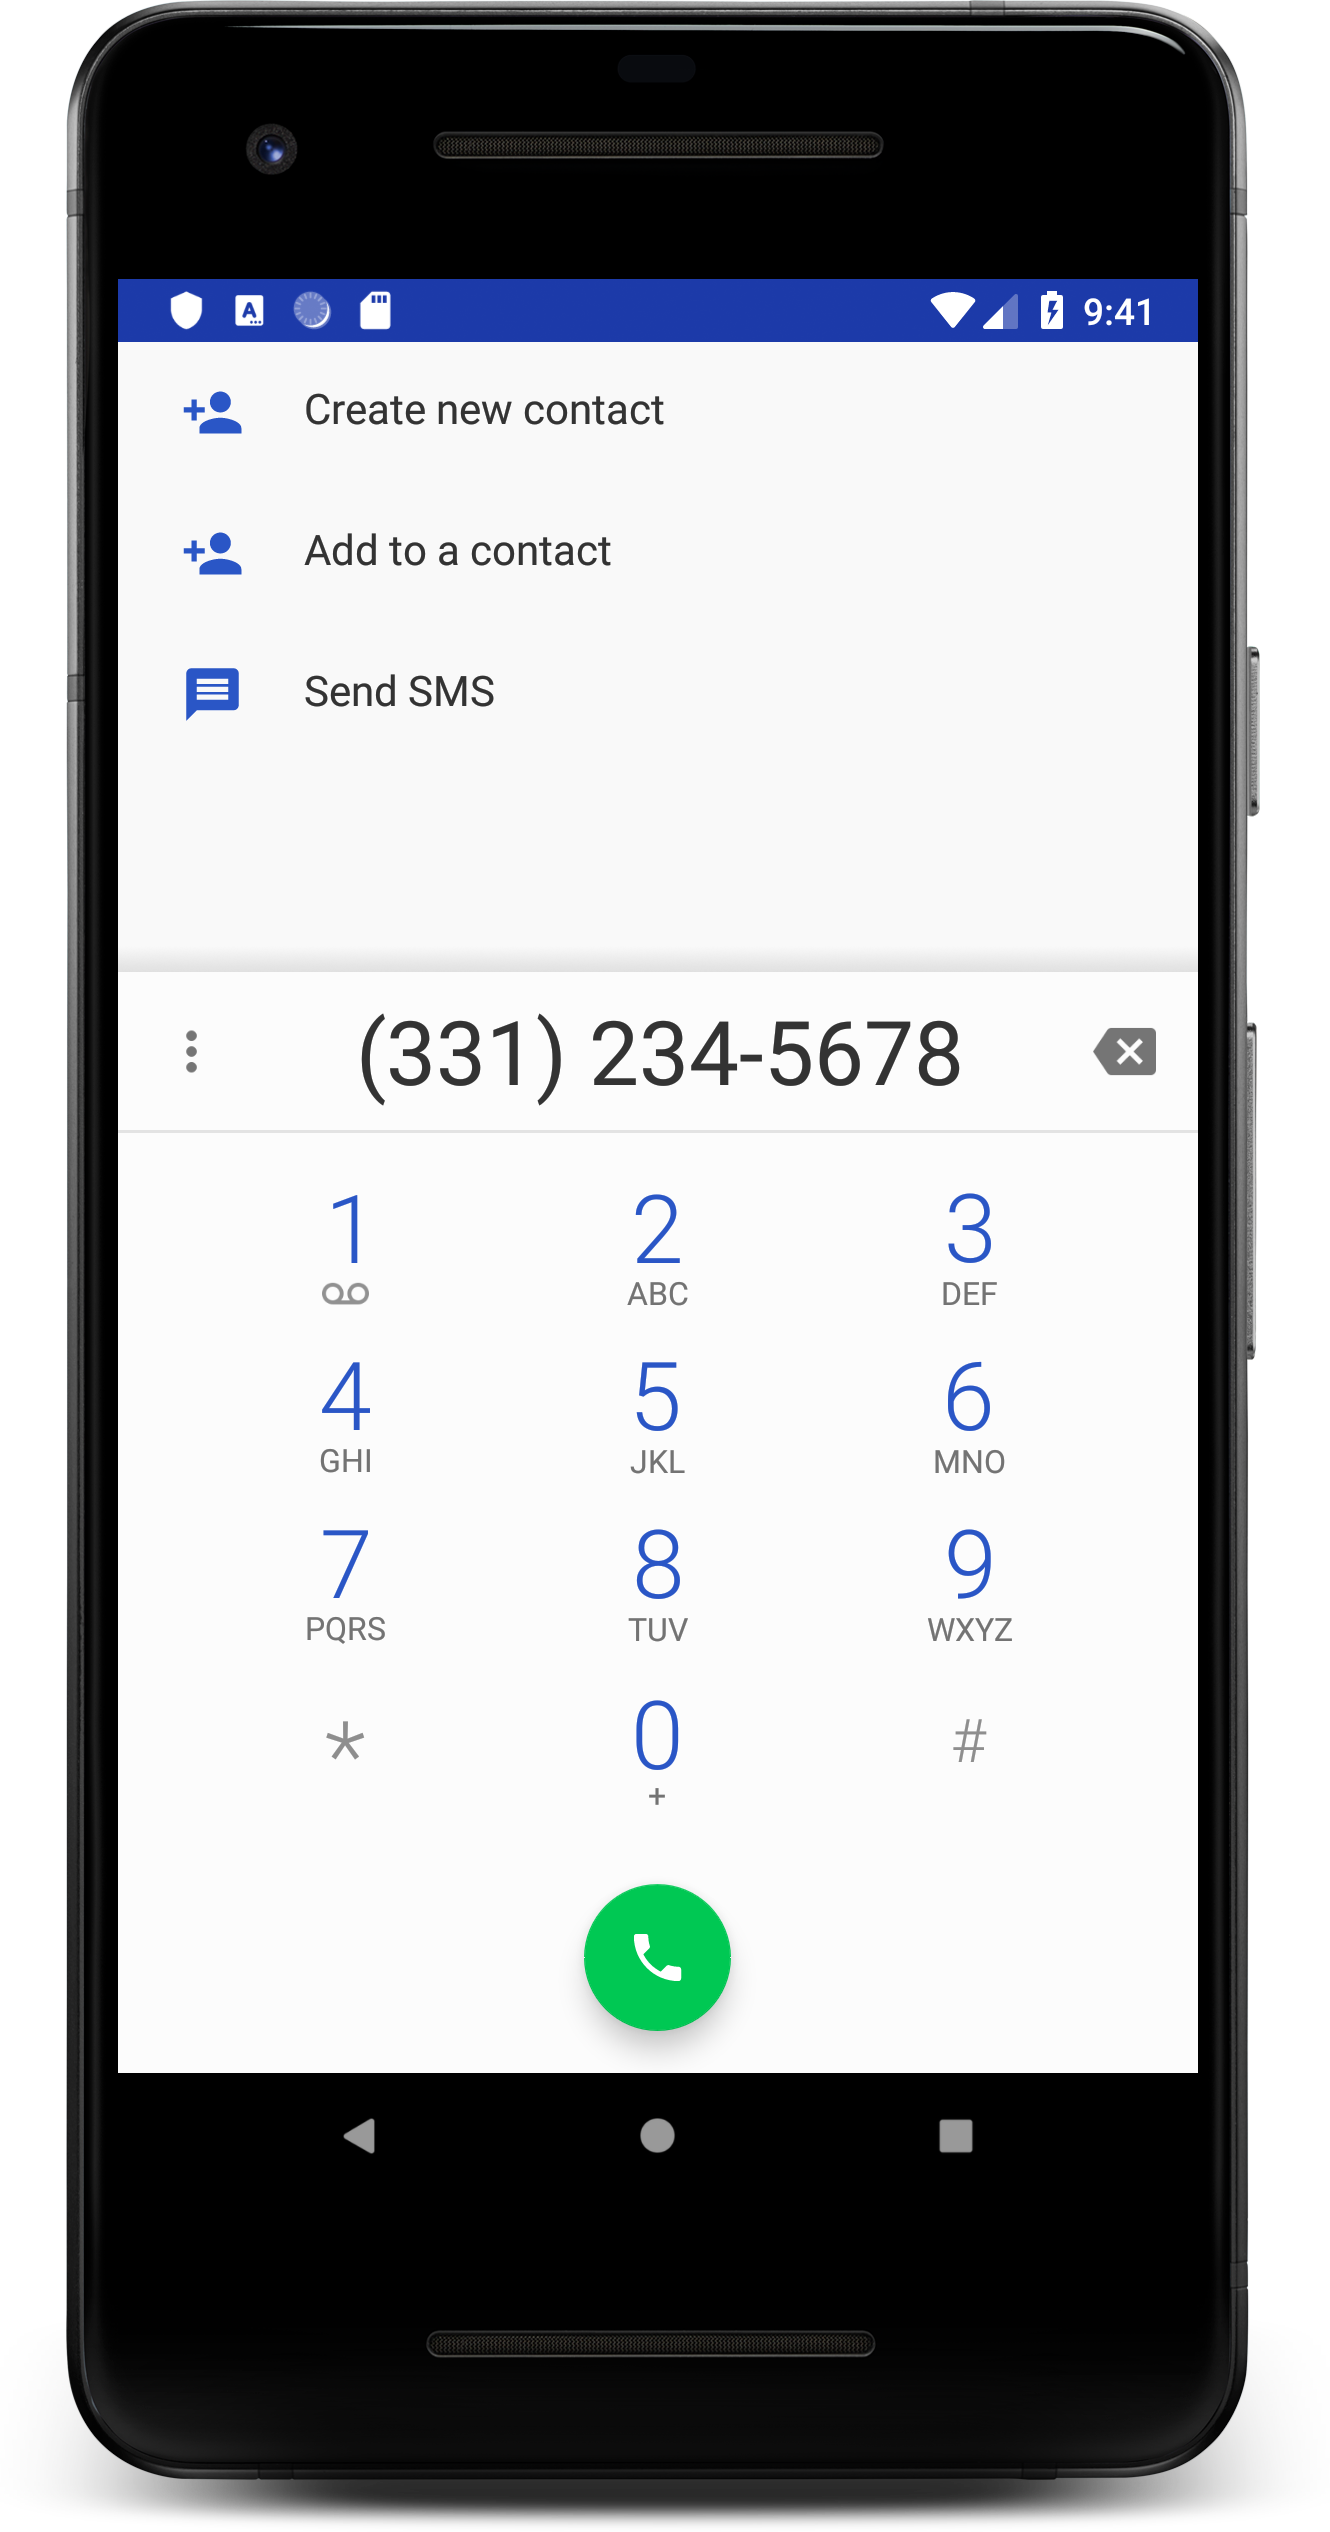 9:41
Create new contact
Add to a contact
Send SMS
(331) 234-5678
1 2 3
ABC DEF
4 5 6
GHI JKL MNO
7 8 9
PQRS TUV WXYZ
* 0 #
+